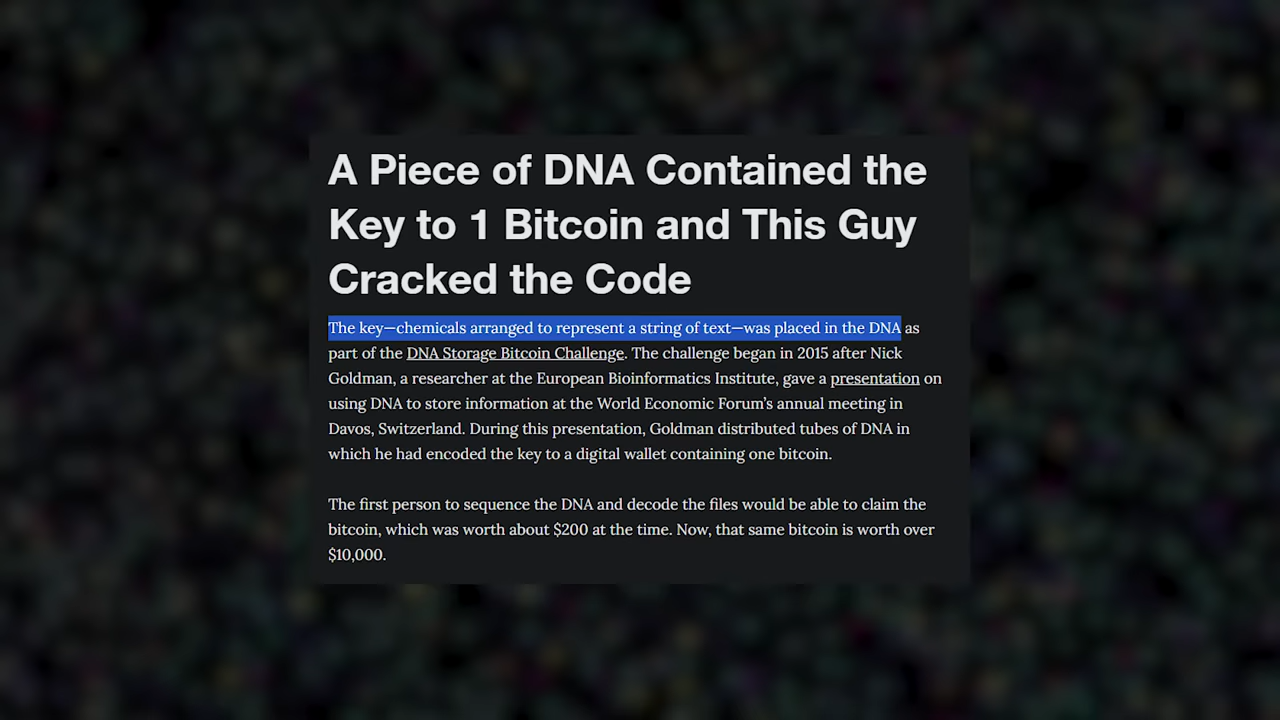 A Piece of DNA Contained the
Key to 1 Bitcoin and This Guy
Cracked the Code
The key—chemicals arranged to represent a string of text—was placed in the DNA as
part of the DNA Storage Bitcoin Challenge. The challenge began in 2015 after Nick
Goldman, a researcher at the European Bioinformatics Institute, gave a presentation on
using DNA to store information at the World Economic Forum’s annual meeting in
Davos, Switzerland. During this presentation, Goldman distributed tubes of DNA in
which he had encoded the key to a digital wallet containing one bitcoin.
The first person to sequence the DNA and decode the files would be able to claim the
bitcoin, which was worth about $200 at the time. Now, that same bitcoin is worth over
$10,000.